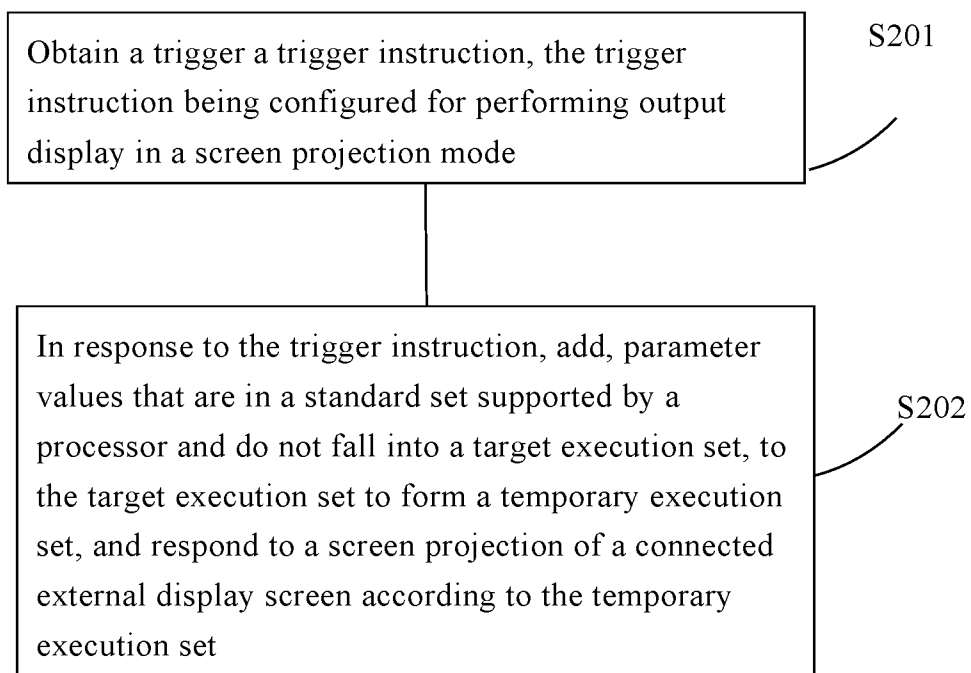 Obtain a trigger a trigger instruction, the trigger
instruction being configured for performing output
display in a screen projection mode
S201
In response to the trigger instruction, add, parameter
values that are in a standard set supported by a
processor and do not fall into a target execution set, to
the target execution set to form a temporary execution
set, and respond to a screen projection of a connected
external display screen according to the temporary
execution set
S202